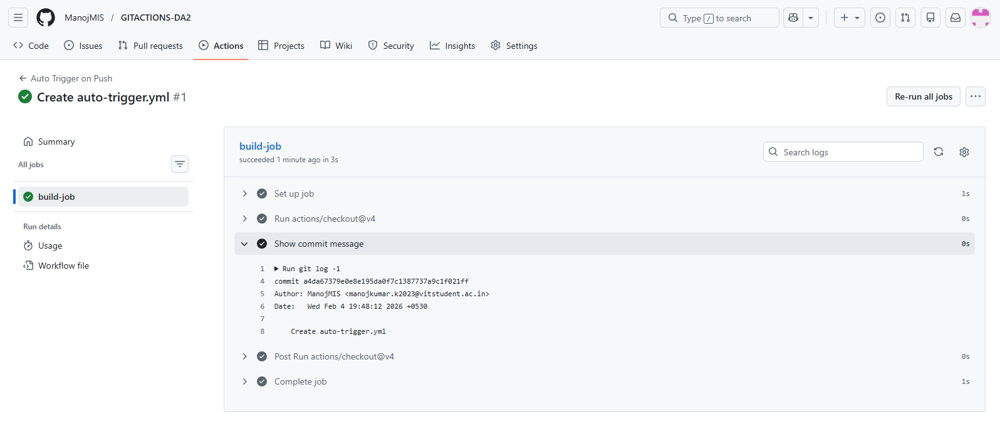 ManojMIS / GITACTIONS-DA2
Type / to search
Code Issues Pull requests Actions Projects Wiki Security Insights Settings
Auto Trigger on Push
Create auto-trigger.yml #1
Re-run all jobs
Summary
All jobs
build-job
Run details
Usage
Workflow file
build-job
succeeded 1 minute ago in 3s
Search logs
Set up job 1s
Run actions/checkout@v4 0s
Show commit message 0s
1 Run git log -1
4 commit a4da67379e0e8e195da0f7c1387737a9c1f021ff
5 Author: ManojMIS <manojkumar.k2023@vitstudent.ac.in>
6 Date:   Wed Feb 4 19:48:12 2026 +0530
7
8     Create auto-trigger.yml
Post Run actions/checkout@v4 0s
Complete job 1s